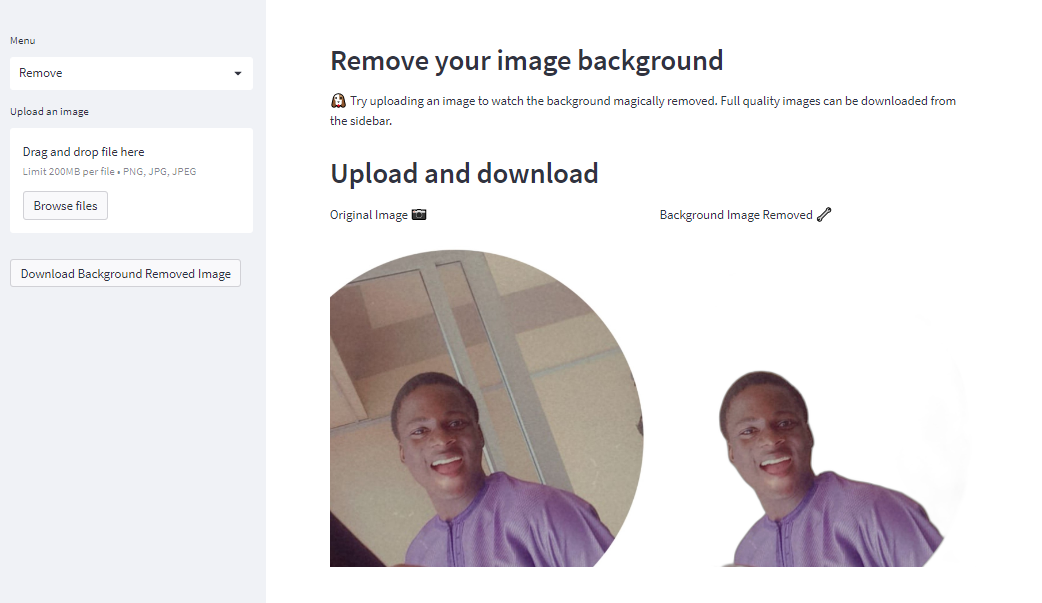 Menu
Remove
Upload an image
Drag and drop file here
Limit 200MB per file • PNG, JPG, JPEG
Browse files
Download Background Removed Image
Remove your image background
Try uploading an image to watch the background magically removed. Full quality images can be downloaded from
the sidebar.
Upload and download
Original Image
Background Image Removed